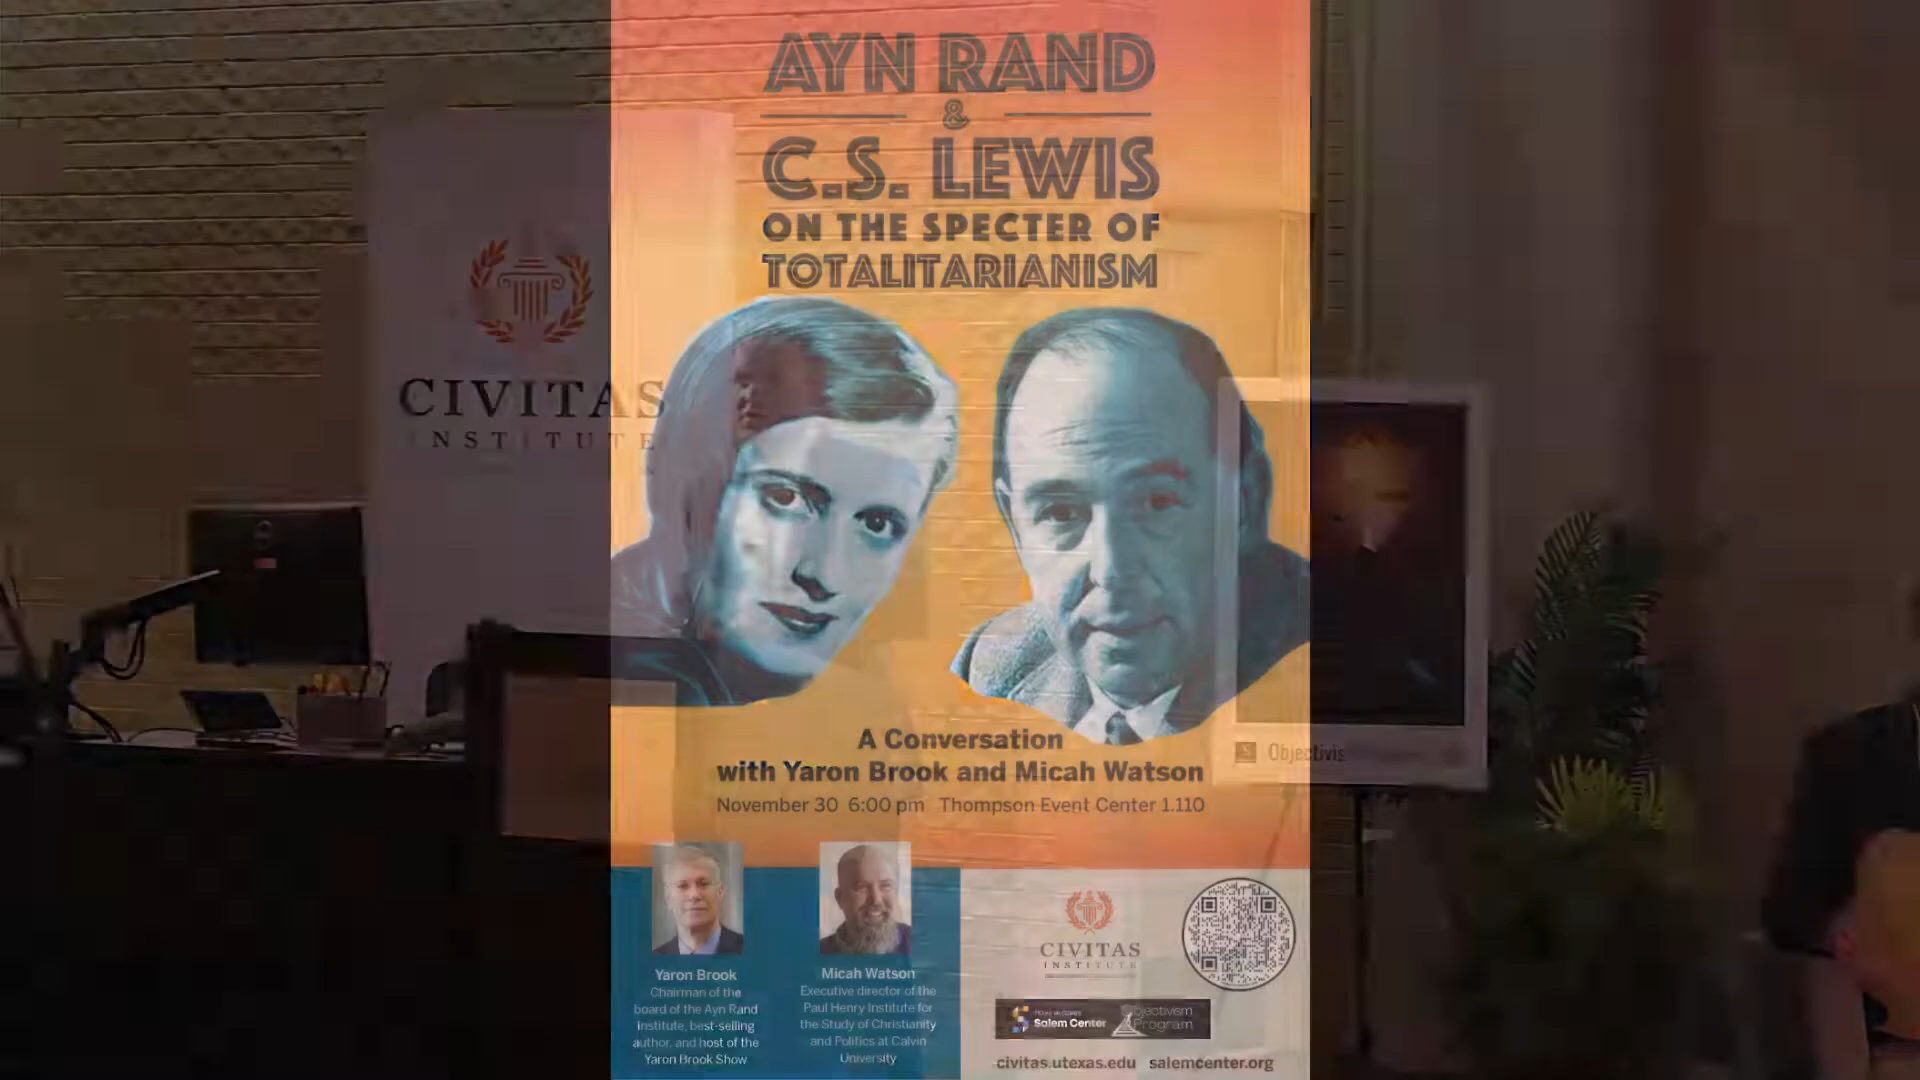 AYN RAND
&
C.S. LEWIS
ON THE SPECTER OF
TOTALITARIANISM
CIVITAS
INSTITUTE
A Conversation
with Yaron Brook and Micah Watson
November 30 6:00 pm Thompson Event Center 1.110
Objectivis
Yaron Brook
Chairman of the
board of the Ayn Rand
Institute, best-selling
author, and host of the
Yaron Brook Show
Micah Watson
Executive director of the
Paul Henry Institute for
the Study of Christianity
and Politics at Calvin
University
CIVITAS
INSTITUTE
Salem Center
Objectivism
Program
civitas.utexas.edu salemcenter.org